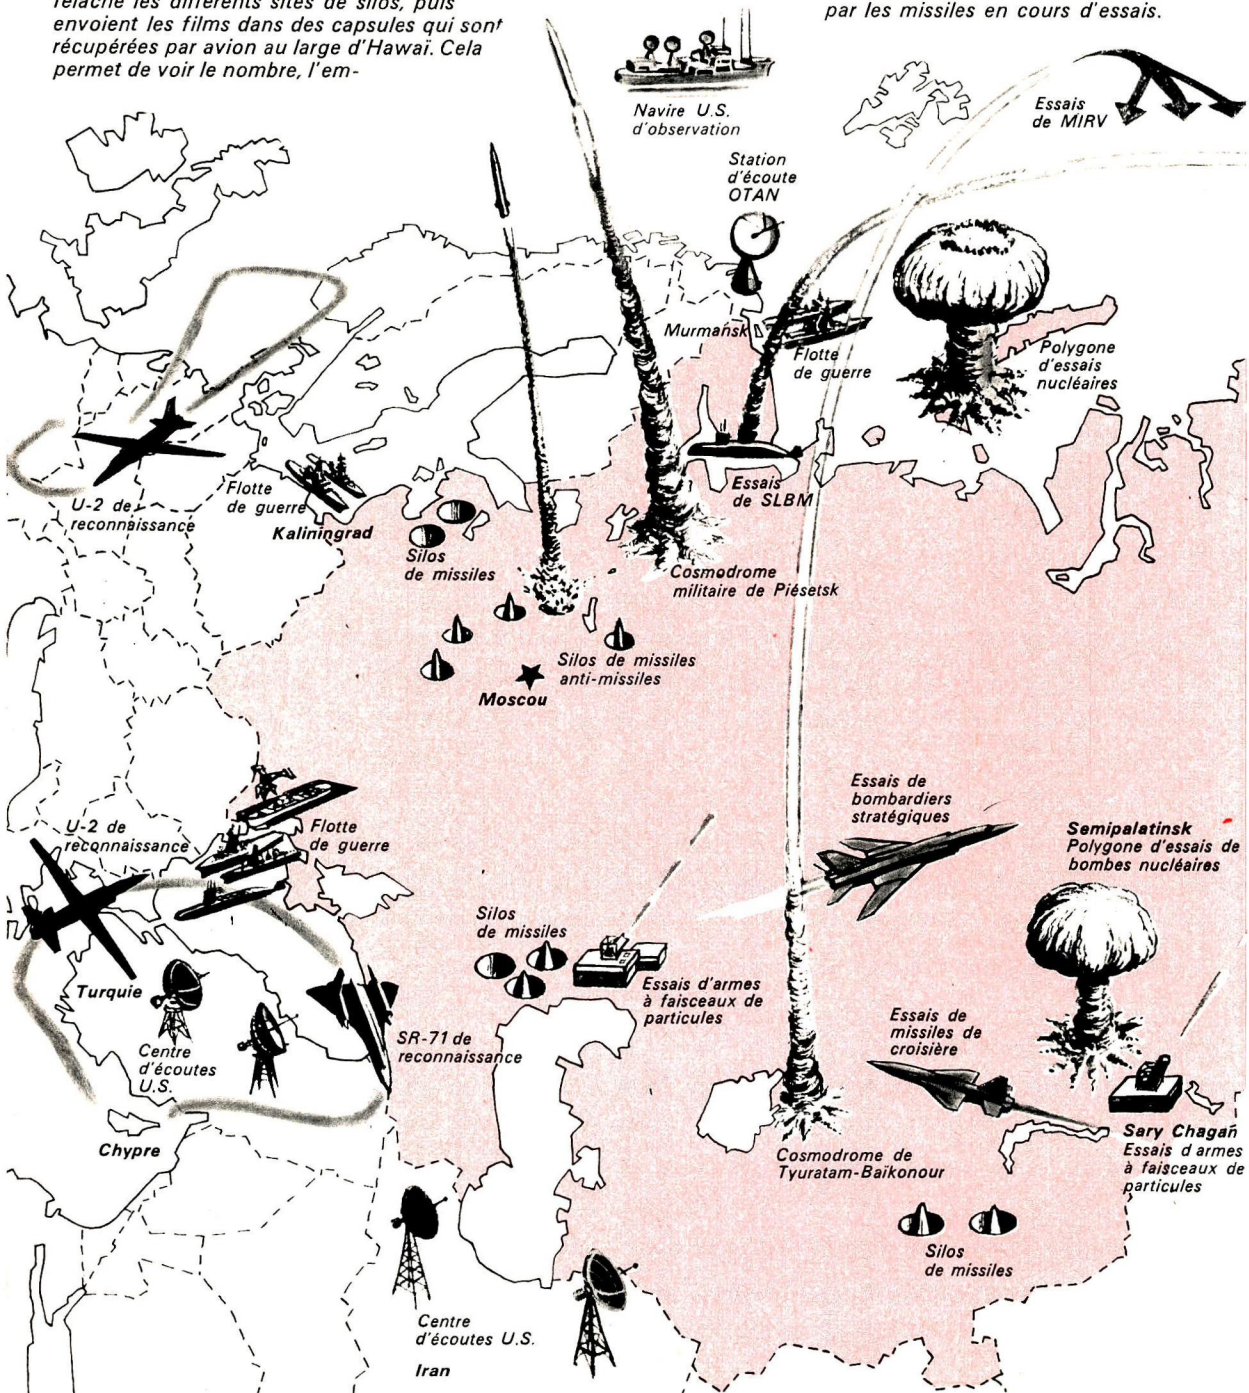 relâche les différents sites de silos, puis
envoient les films dans des capsules qui sont
récupérées par avion au large d'Hawaï. Cela
permet de voir le nombre, l'em-
par les missiles en cours d'essais.
Navire U.S.
d'observation
Essais
de MIRV
Station
d'écoute
OTAN
Murmansk
Flotte
de guerre
Polygone
d'essais
nucléaires
U-2 de
reconnaissance
Flotte
de guerre
Kaliningrad
Silos
de missiles
Essais
de SLBM
Cosmodrome
militaire de Piésetsk
Silos de missiles
anti-missiles
Moscou
U-2 de
reconnaissance
Flotte
de guerre
Essais de
bombardiers
stratégiques
Semipalatinsk
Polygone d'essais de
bombes nucléaires
Silos
de missiles
Essais d'armes
à faisceaux de
particules
Turquie
Centre
d'écoutes
U.S.
SR-71 de
reconnaissance
Essais de
missiles de
croisière
Chypre
Cosmodrome de
Tyuratam-Baïkonour
Sary Chagan
Essais d'armes
à faisceaux de
particules
Silos
de missiles
Centre
d'écoutes U.S.
Iran